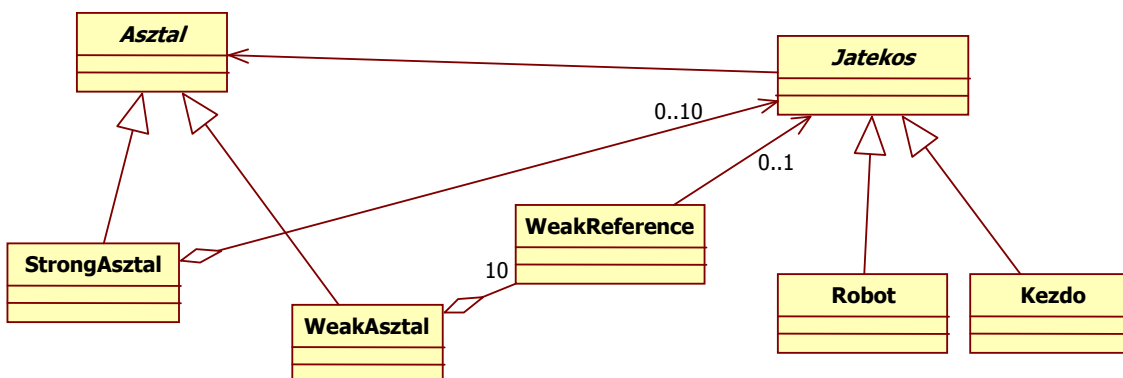 Asztal
Jatekos
0..10
0..1
WeakReference
StrongAsztal
10
Robot
Kezdo
WeakAsztal